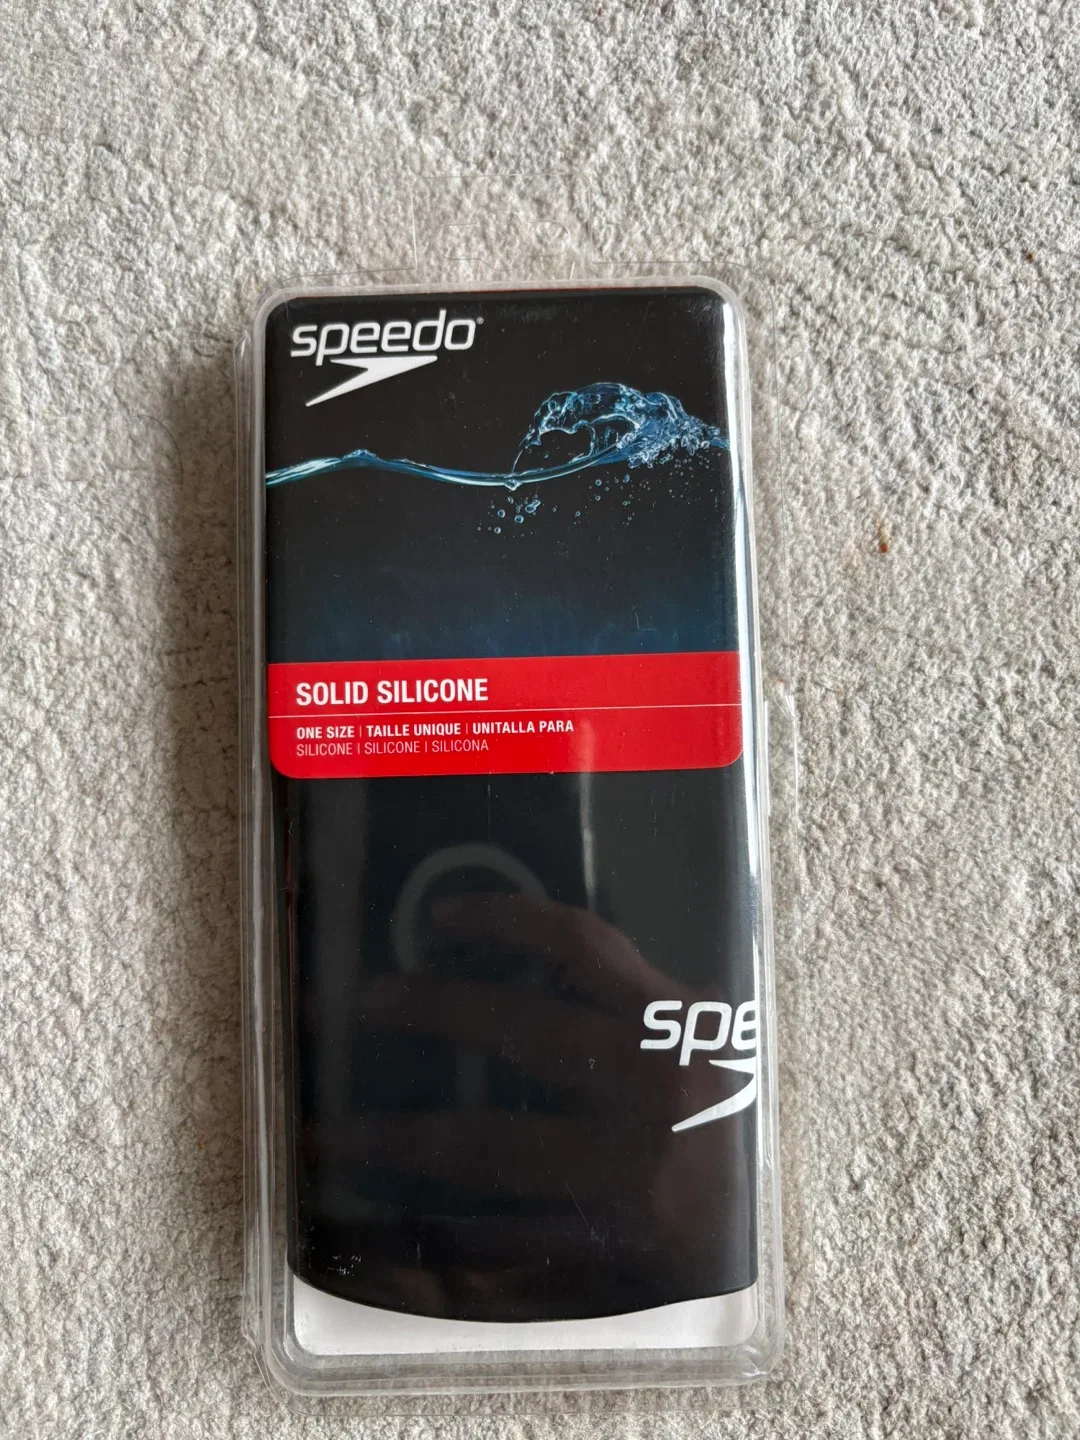 speedo
SOLID SILICONE
ONE SIZE | TAILLE UNIQUE | UNITALLA PARA
SILICONE | SILICONE | SILICONA
spe